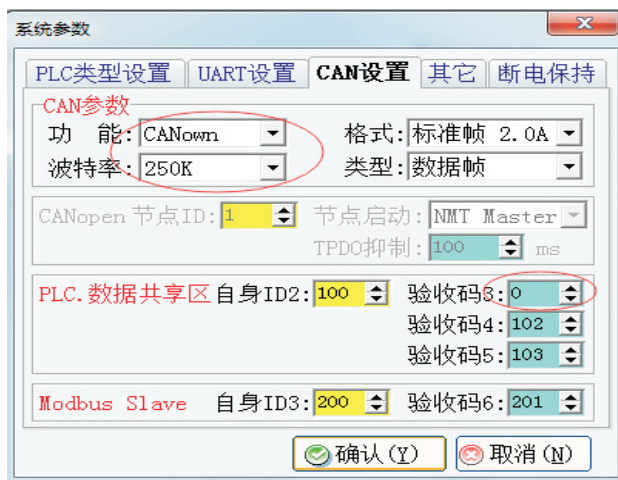 系统参数
PLC类型设置 UART设置 CAN设置 其它 断电保持
CAN参数
功 能: CANown 格式: 标准帧 2.0A
波特率: 250K 类型: 数据帧
CANopen 节点ID: 1 节点启动: NMT Master
TPDO抑制: 100 ms
PLC.数据共享区 自身ID2: 100 验收码3: 0
验收码4: 102
验收码5: 103
Modbus Slave 自身ID3: 200 验收码6: 201
确认(Y) 取消(N)